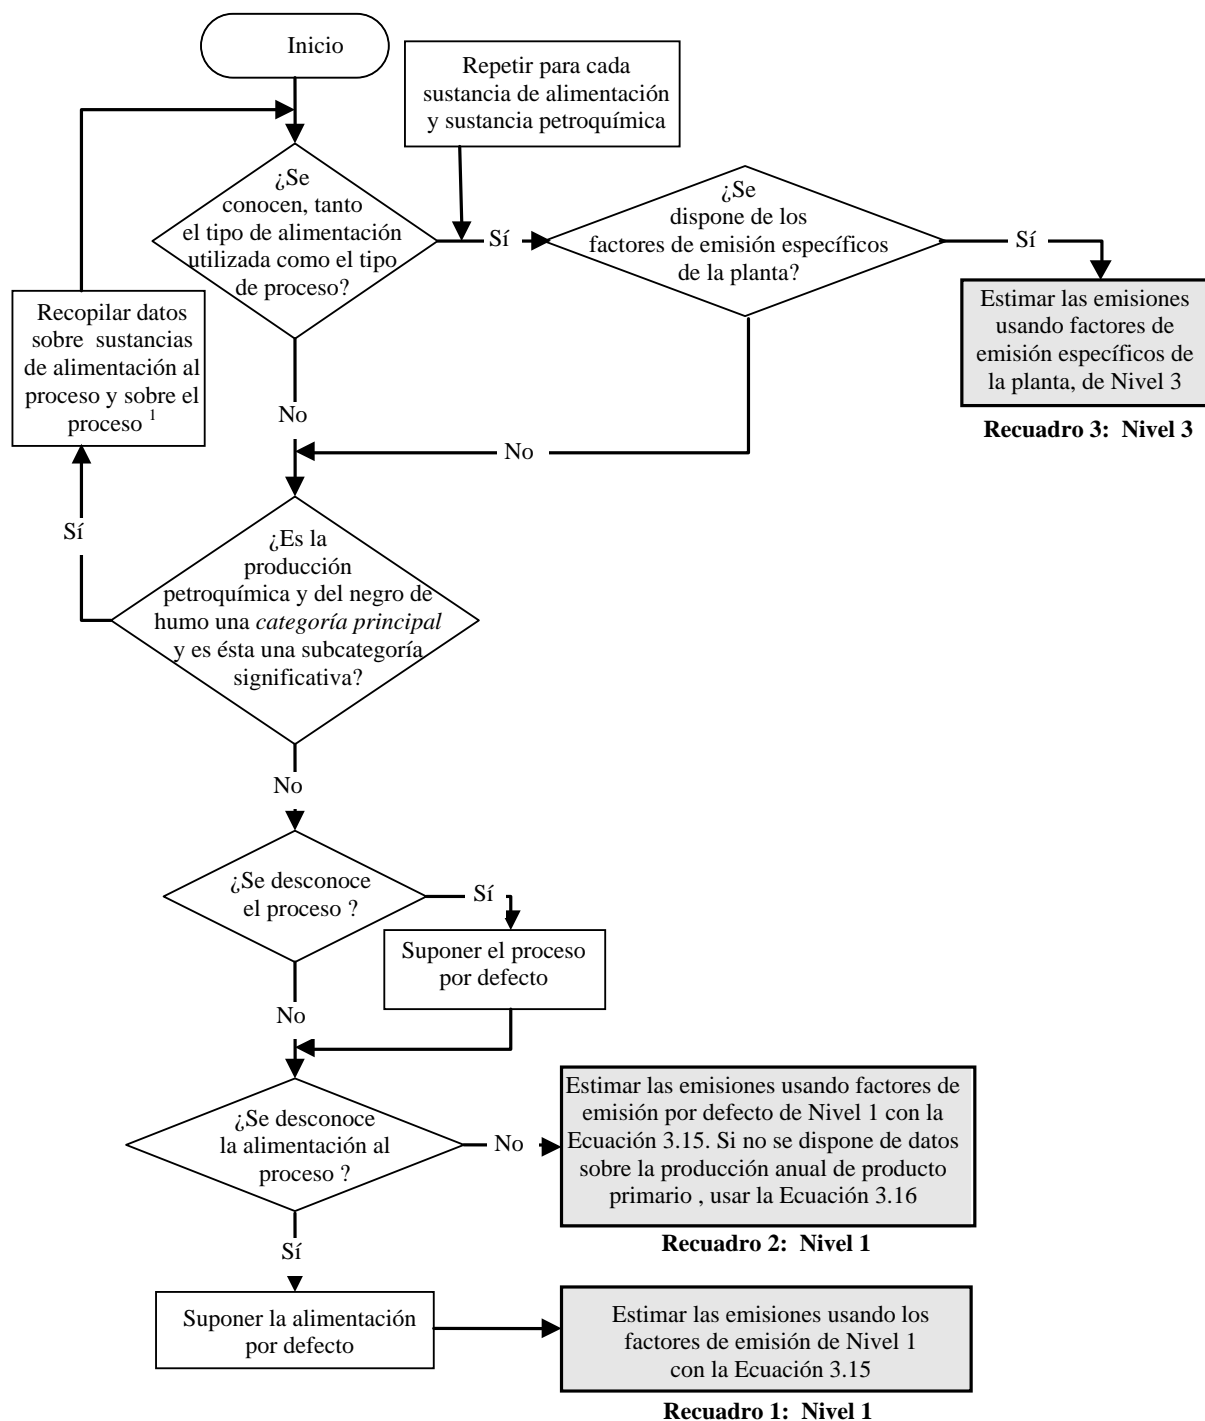 Inicio
Repetir para cada
sustancia de alimentación
y sustancia petroquímica
¿Se
conocen, tanto
el tipo de alimentación
utilizada como el tipo
de proceso?
Sí
¿Se
dispone de los
factores de emisión específicos
de la planta?
Sí
Estimar las emisiones
usando factores de
emisión específicos de
la planta, de Nivel 3
Recuadro 3: Nivel 3
Recopilar datos
sobre sustancias
de alimentación al
proceso y sobre el
proceso 1
No
No
Sí
¿Es la
producción
petroquímica y del negro de
humo una categoría principal
y es ésta una subcategoría
significativa?
No
¿Se desconoce
el proceso ?
Sí
Suponer el proceso
por defecto
No
¿Se desconoce
la alimentación al
proceso ?
No
Estimar las emisiones usando factores de
emisión por defecto de Nivel 1 con la
Ecuación 3.15. Si no se dispone de datos
sobre la producción anual de producto
primario , usar la Ecuación 3.16
Recuadro 2: Nivel 1
Sí
Suponer la alimentación
por defecto
Estimar las emisiones usando los
factores de emisión de Nivel 1
con la Ecuación 3.15
Recuadro 1: Nivel 1